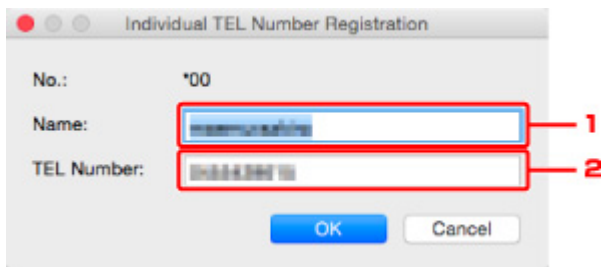 Individual TEL Number Registration
No.: *00
Name: 1
TEL Number: 2
OK Cancel